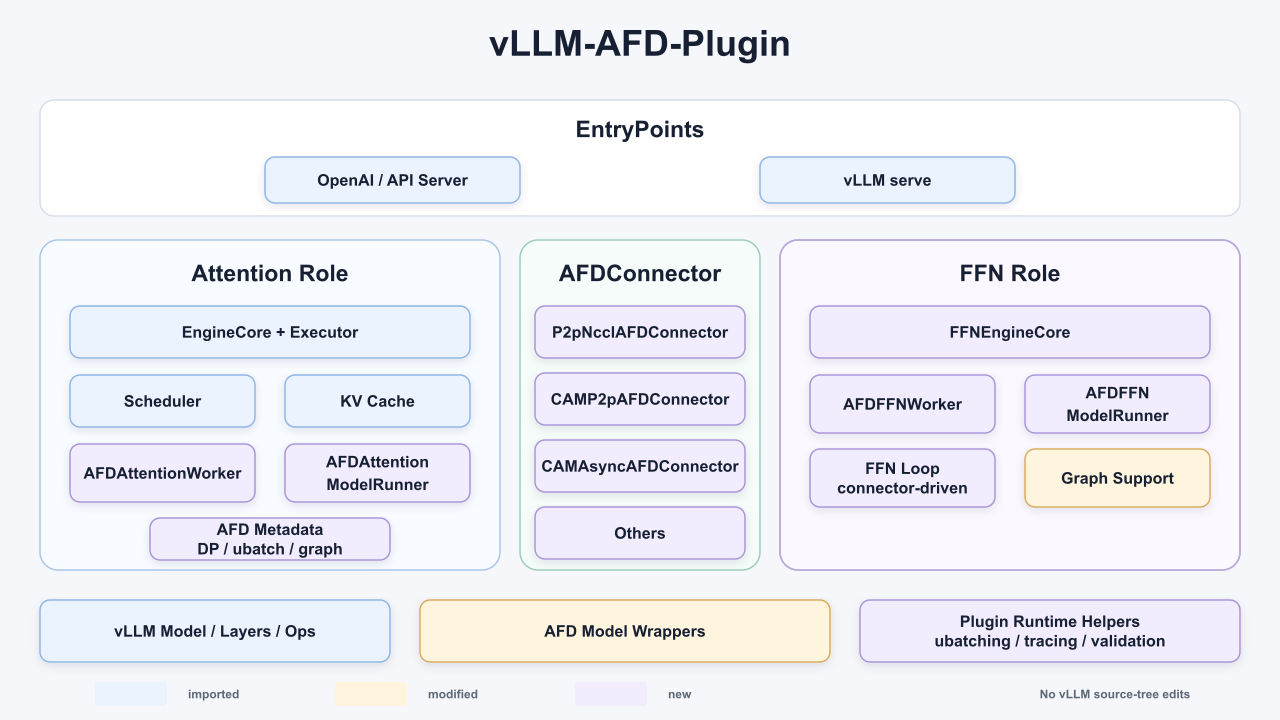 vLLM-AFD-Plugin
EntryPoints
OpenAI / API Server
vLLM serve
Attention Role
EngineCore + Executor
Scheduler
KV Cache
AFDAttentionWorker
AFDAttention
ModelRunner
AFD Metadata
DP / ubatch / graph
AFDConnector
P2pNcclAFDConnector
CAMP2pAFDConnector
CAMAsyncAFDConnector
Others
FFN Role
FFNEngineCore
AFDFFNWorker
AFDFFN
ModelRunner
FFN Loop
connector-driven
Graph Support
vLLM Model / Layers / Ops
AFD Model Wrappers
Plugin Runtime Helpers
ubatching / tracing / validation
imported
modified
new
No vLLM source-tree edits